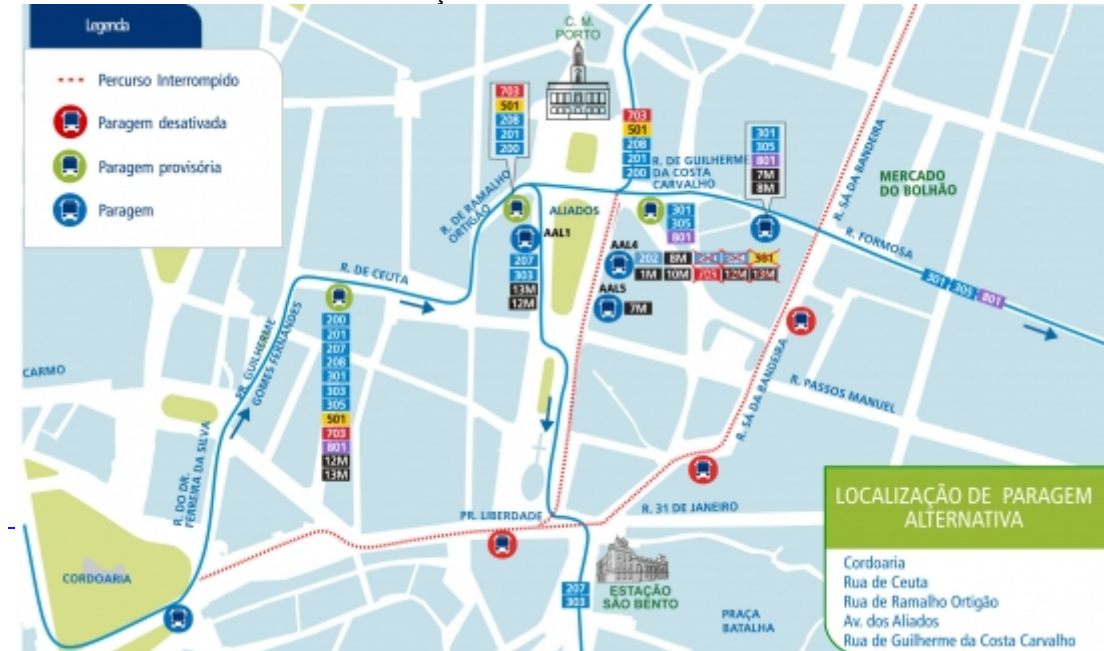 Legenda
Percurso Interrompido
Paragem desativada
Paragem provisória
Paragem
C. M.
PORTO
703
501
208
201
200
703
501
208
201
200
R. DE GUILHERME
DA COSTA
CARVALHO
301
305
801
7M
8M
R. SÁ DA BANDEIRA
MERCADO
DO BOLHÃO
R. DE RAMALHO
ORTIGÃO
ALIADOS
301
305
801
R. FORMOSA
301 305 801
AAL1
207
303
13M
12M
AAL4
202 8M
501
1M 10M 703 12M 13M
AAL5
7M
R. DE CEUTA
200
201
207
208
301
303
305
501
703
801
12M
13M
PR. GUILHERME
GOMES FERNANDES
CARMO
R. DO DR.
FERREIRA DA SILVA
R. SÁ DA BANDEIRA
R. PASSOS MANUEL
R. 31 DE JANEIRO
PR. LIBERDADE
CORDOARIA
ESTAÇÃO
SÃO BENTO
207
303
PRAÇA
BATALHA
LOCALIZAÇÃO DE PARAGEM
ALTERNATIVA
Cordoaria
Rua de Ceuta
Rua de Ramalho Ortigão
Av. dos Aliados
Rua de Guilherme da Costa Carvalho